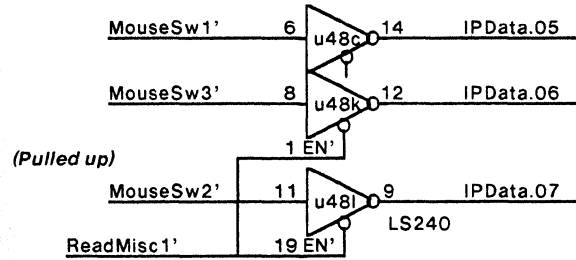 MouseSw1' 6 u48c 14 IPData.05
MouseSw3' 8 u48k 12 IPData.06
1 EN'
(Pulled up)
MouseSw2' 11 u48l 9 IPData.07
LS240
ReadMisc1' 19 EN'